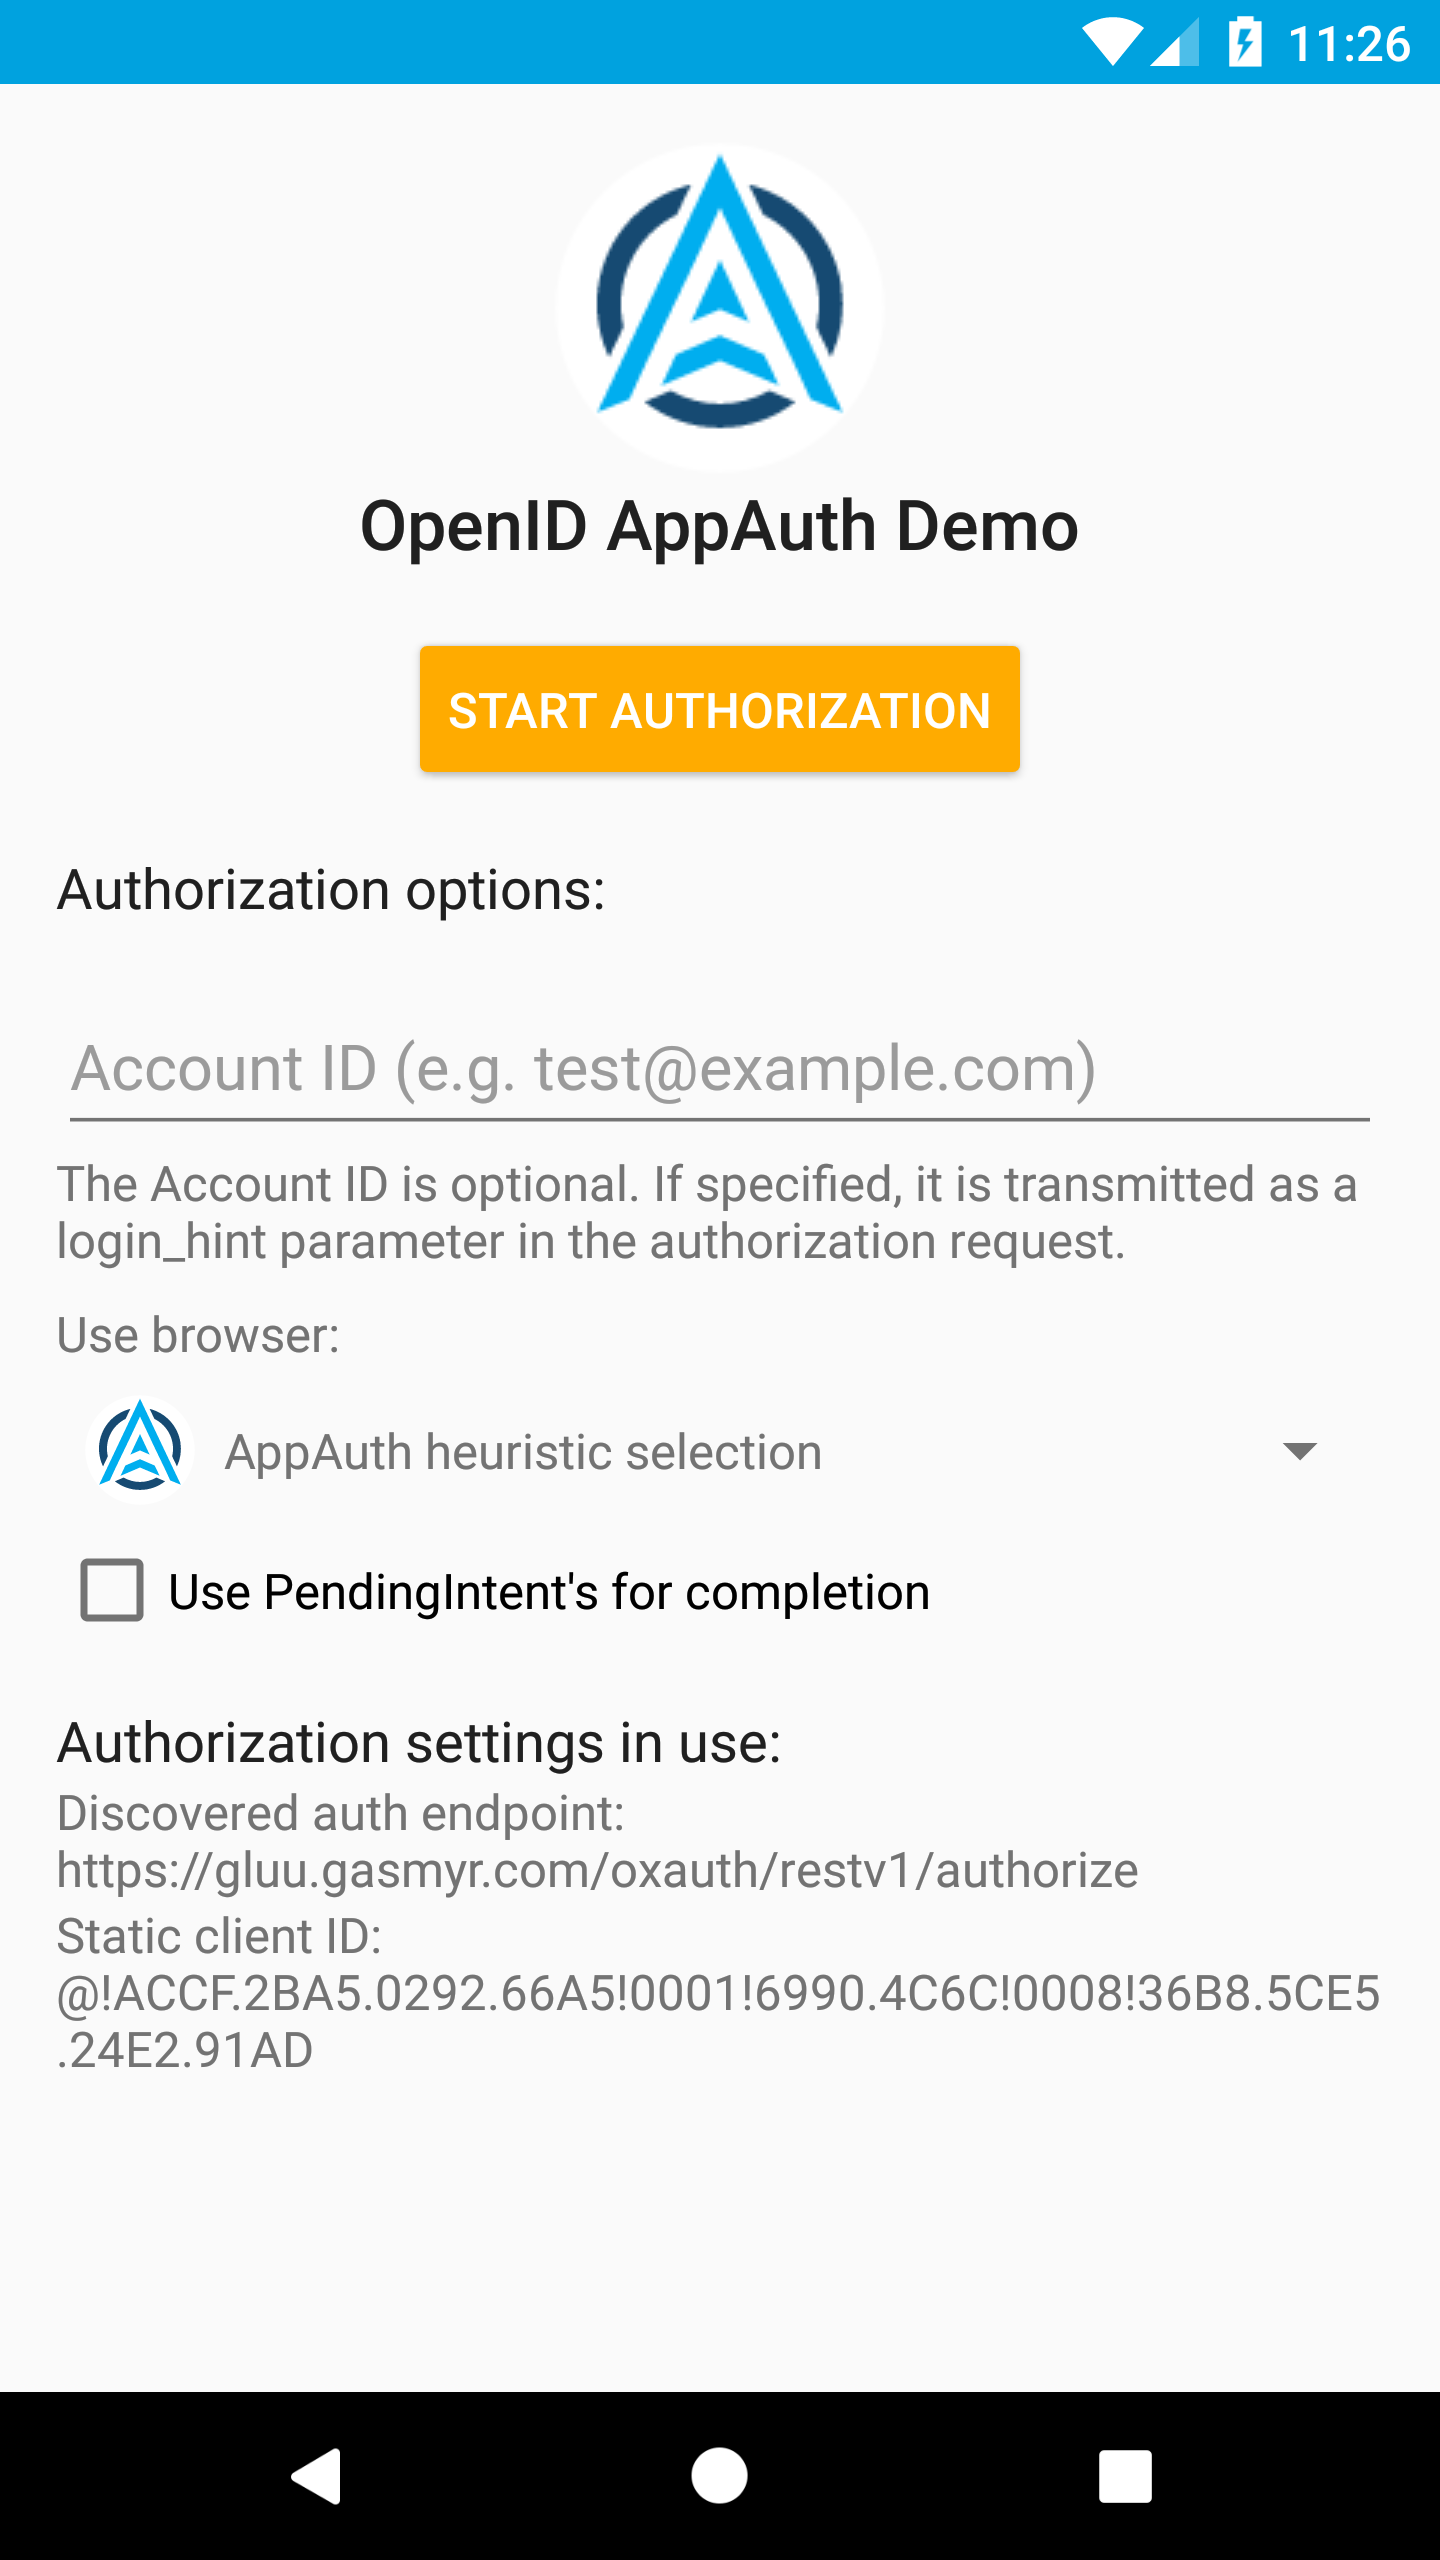 11:26
OpenID AppAuth Demo
START AUTHORIZATION
Authorization options:
Account ID (e.g. test@example.com)
The Account ID is optional. If specified, it is transmitted as a
login_hint parameter in the authorization request.
Use browser:
AppAuth heuristic selection
Use PendingIntent's for completion
Authorization settings in use:
Discovered auth endpoint:
https://gluu.gasmyr.com/oxauth/restv1/authorize
Static client ID:
@!ACCF.2BA5.0292.66A5!0001!6990.4C6C!0008!36B8.5CE5
.24E2.91AD